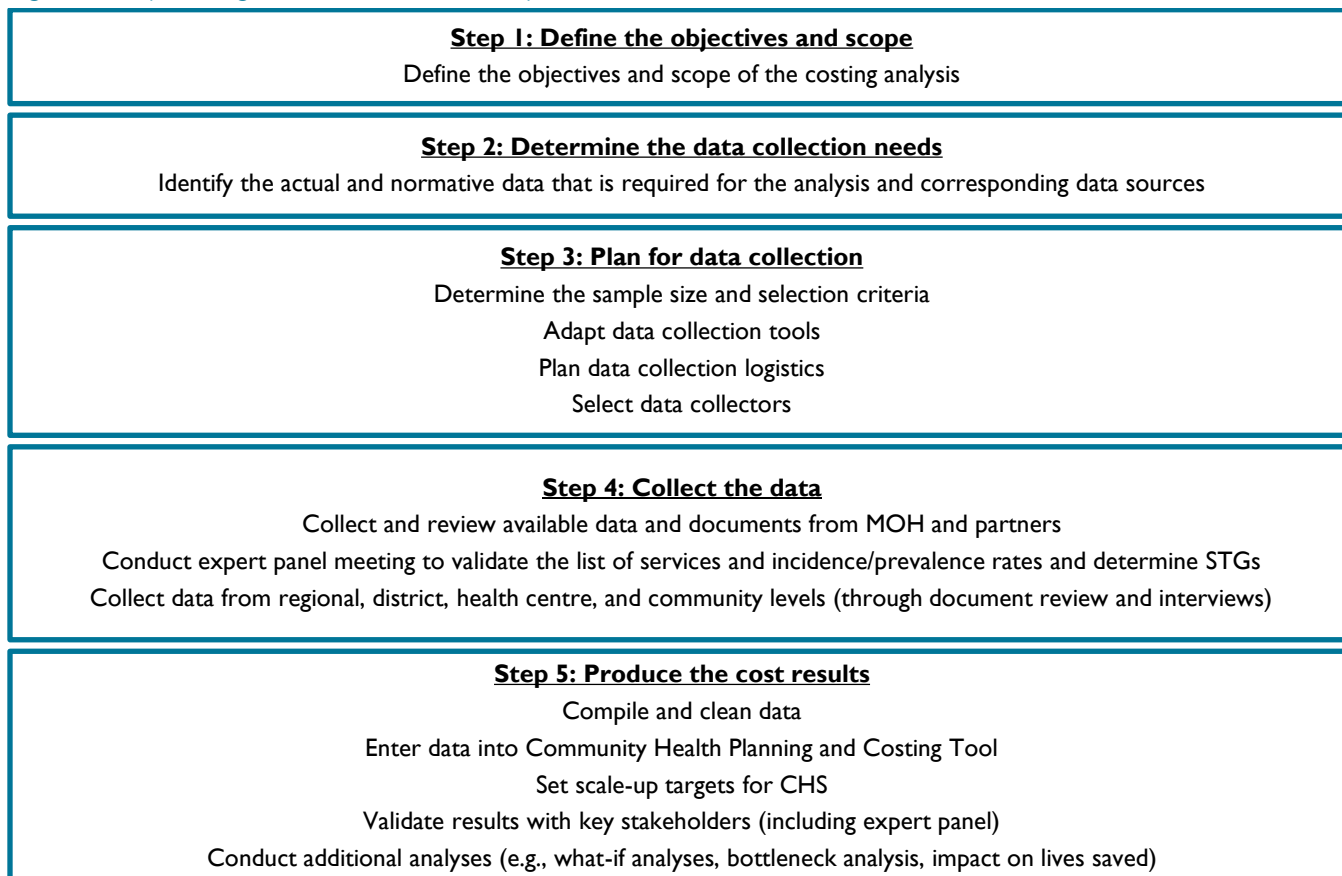 Step 1: Define the objectives and scope
Define the objectives and scope of the costing analysis
Step 2: Determine the data collection needs
Identify the actual and normative data that is required for the analysis and corresponding data sources
Step 3: Plan for data collection
Determine the sample size and selection criteria
Adapt data collection tools
Plan data collection logistics
Select data collectors
Step 4: Collect the data
Collect and review available data and documents from MOH and partners
Conduct expert panel meeting to validate the list of services and incidence/prevalence rates and determine STGs
Collect data from regional, district, health centre, and community levels (through document review and interviews)
Step 5: Produce the cost results
Compile and clean data
Enter data into Community Health Planning and Costing Tool
Set scale-up targets for CHS
Validate results with key stakeholders (including expert panel)
Conduct additional analyses (e.g., what-if analyses, bottleneck analysis, impact on lives saved)